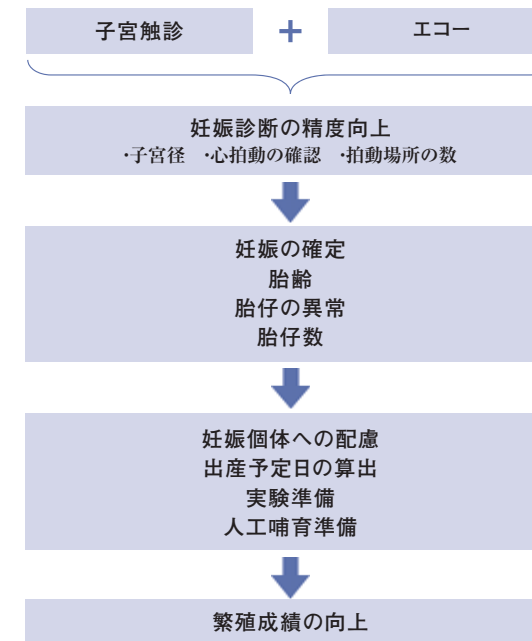 子宮触診 + エコー
妊娠診断の精度向上
・子宮径 ・心拍動の確認 ・拍動場所の数
妊娠の確定
胎齢
胎仔の異常
胎仔数
妊娠個体への配慮
出産予定日の算出
実験準備
人工哺育準備
繁殖成績の向上